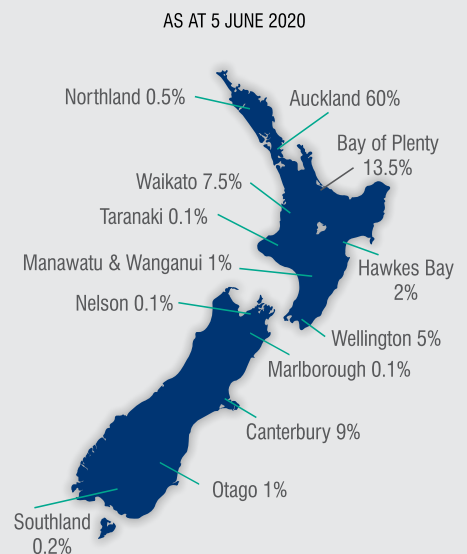 AS AT 5 JUNE 2020
Northland 0.5%
Auckland 60%
Bay of Plenty
13.5%
Waikato 7.5%
Taranaki 0.1%
Manawatu & Wanganui 1%
Hawkes Bay
2%
Nelson 0.1%
Wellington 5%
Marlborough 0.1%
Canterbury 9%
Otago 1%
Southland
0.2%